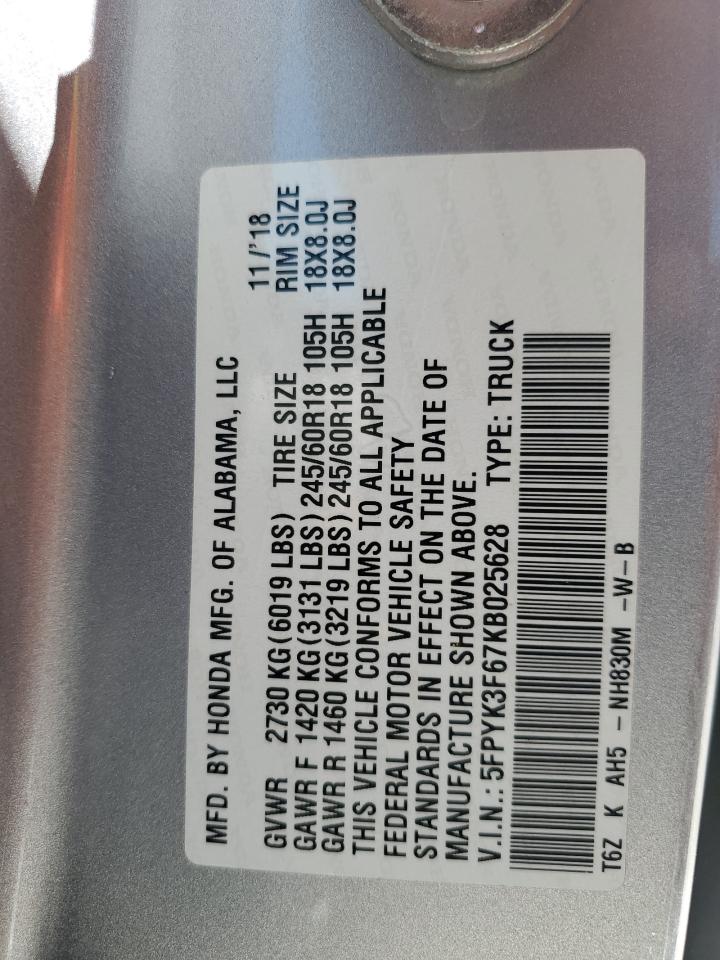 MFD. BY HONDA MFG. OF ALABAMA, LLC 11/'18
GVWR 2730 KG(6019 LBS) TIRE SIZE RIM SIZE
GAWR F 1420 KG(3131 LBS)245/60R18 105H 18X8.0J
GAWR R 1460 KG(3219 LBS)245/60R18 105H 18X8.0J
THIS VEHICLE CONFORMS TO ALL APPLICABLE
FEDERAL MOTOR VEHICLE SAFETY
STANDARDS IN EFFECT ON THE DATE OF
MANUFACTURE SHOWN ABOVE.
V.I.N.: 5FPYK3F67KB025628 TYPE: TRUCK
T6Z K AH5 - NH830M -W-B